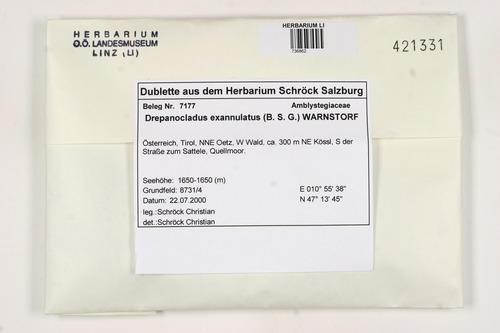 HERBARIUM
O.Ö. LANDESMUSEUM
LINZ (LI)
HERBARIUM LI
736862
421331
Dublette aus dem Herbarium Schröck Salzburg
Beleg Nr. 7177 Amblystegiaceae
Drepanocladus exannulatus (B. S. G.) WARNSTORF
Österreich, Tirol, NNE Oetz, W Wald, ca. 300 m NE Kössl, S der
Straße zum Sattele, Quellmoor.
Seehöhe: 1650-1650 (m)
Grundfeld: 8731/4 E 010° 55' 38"
Datum: 22.07.2000 N 47° 13' 45"
leg.:Schröck Christian
det.:Schröck Christian